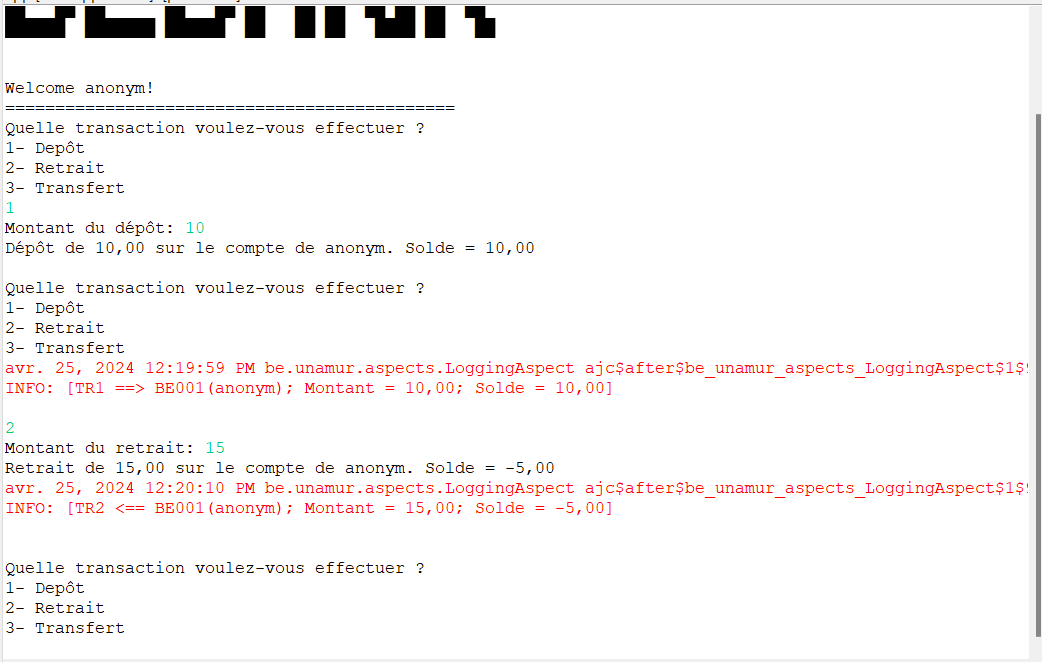 Welcome anonym!
=============================================
Quelle transaction voulez-vous effectuer ?
1- Depôt
2- Retrait
3- Transfert
1
Montant du dépôt: 10
Dépôt de 10,00 sur le compte de anonym. Solde = 10,00
Quelle transaction voulez-vous effectuer ?
1- Depôt
2- Retrait
3- Transfert
avr. 25, 2024 12:19:59 PM be.unamur.aspects.LoggingAspect ajc$after$be_unamur_aspects_LoggingAspect$1$
INFO: [TR1 ==> BE001(anonym); Montant = 10,00; Solde = 10,00]
2
Montant du retrait: 15
Retrait de 15,00 sur le compte de anonym. Solde = -5,00
avr. 25, 2024 12:20:10 PM be.unamur.aspects.LoggingAspect ajc$after$be_unamur_aspects_LoggingAspect$1$
INFO: [TR2 <== BE001(anonym); Montant = 15,00; Solde = -5,00]
Quelle transaction voulez-vous effectuer ?
1- Depôt
2- Retrait
3- Transfert